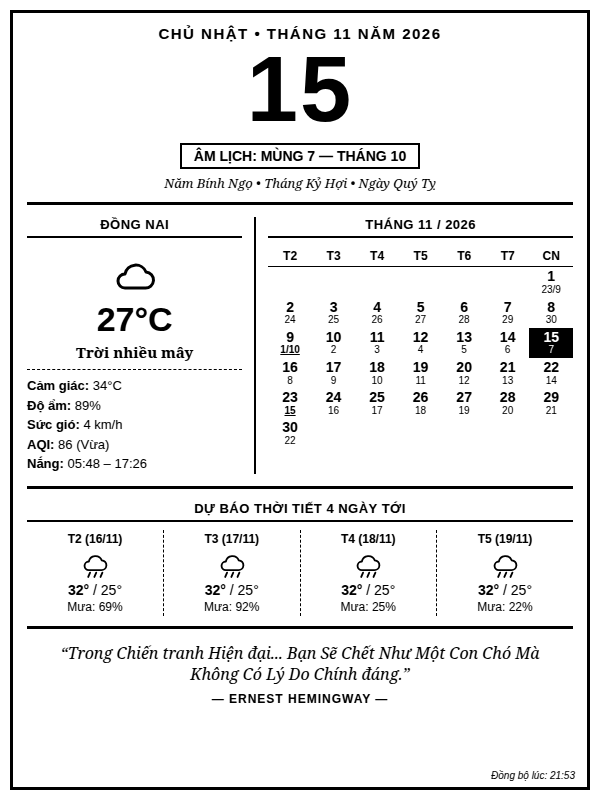 CHỦ NHẬT • THÁNG 11 NĂM 2026
15
ÂM LỊCH: MÙNG 7 — THÁNG 10
Năm Bính Ngọ • Tháng Kỷ Hợi • Ngày Quý Tỵ
ĐỒNG NAI
27°C
Trời nhiều mây
Cảm giác: 34°C
Độ ẩm: 89%
Sức gió: 4 km/h
AQI: 86 (Vừa)
Nắng: 05:48 – 17:26
THÁNG 11 / 2026
T2 T3 T4 T5 T6 T7 CN
1
23/9
2 3 4 5 6 7 8
24 25 26 27 28 29 30
9 10 11 12 13 14 15
1/10 2 3 4 5 6 7
16 17 18 19 20 21 22
8 9 10 11 12 13 14
23 24 25 26 27 28 29
15 16 17 18 19 20 21
30
22
DỰ BÁO THỜI TIẾT 4 NGÀY TỚI
T2 (16/11) T3 (17/11) T4 (18/11) T5 (19/11)
32° / 25° 32° / 25° 32° / 25° 32° / 25°
Mưa: 69% Mưa: 92% Mưa: 25% Mưa: 22%
“Trong Chiến tranh Hiện đại... Bạn Sẽ Chết Như Một Con Chó Mà
Không Có Lý Do Chính đáng.”
— ERNEST HEMINGWAY —
Đồng bộ lúc: 21:53